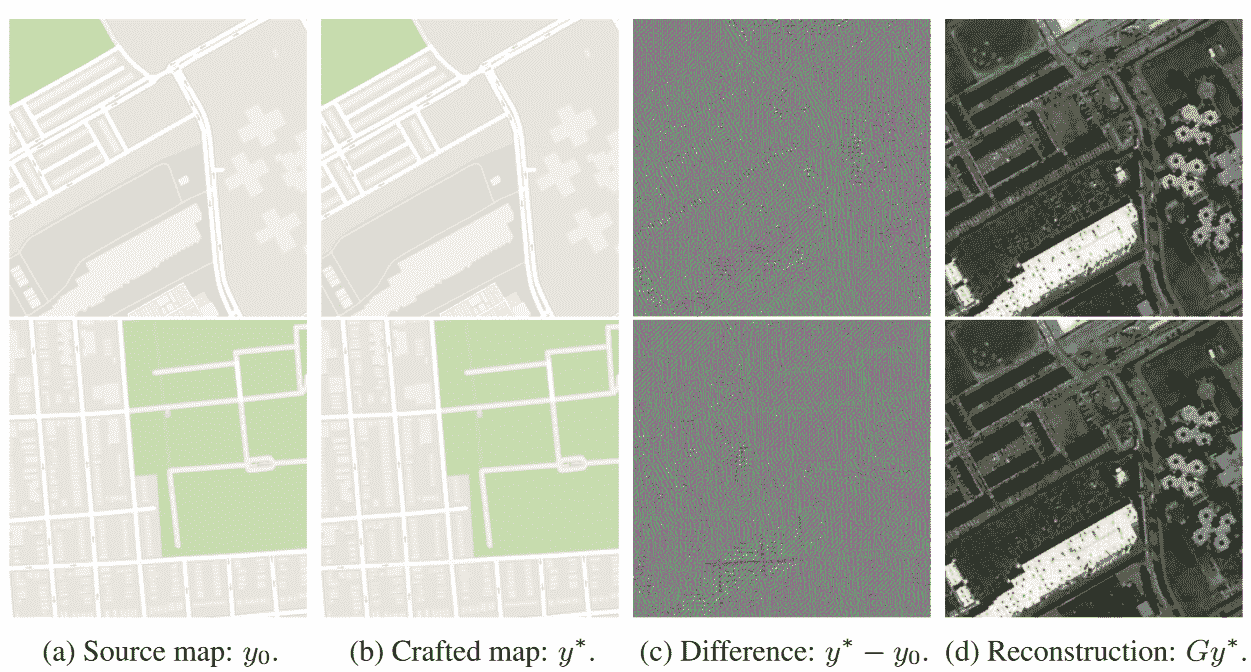 (a) Source map: y₀. (b) Crafted map: y*. (c) Difference: y* − y₀. (d) Reconstruction: Gy*.